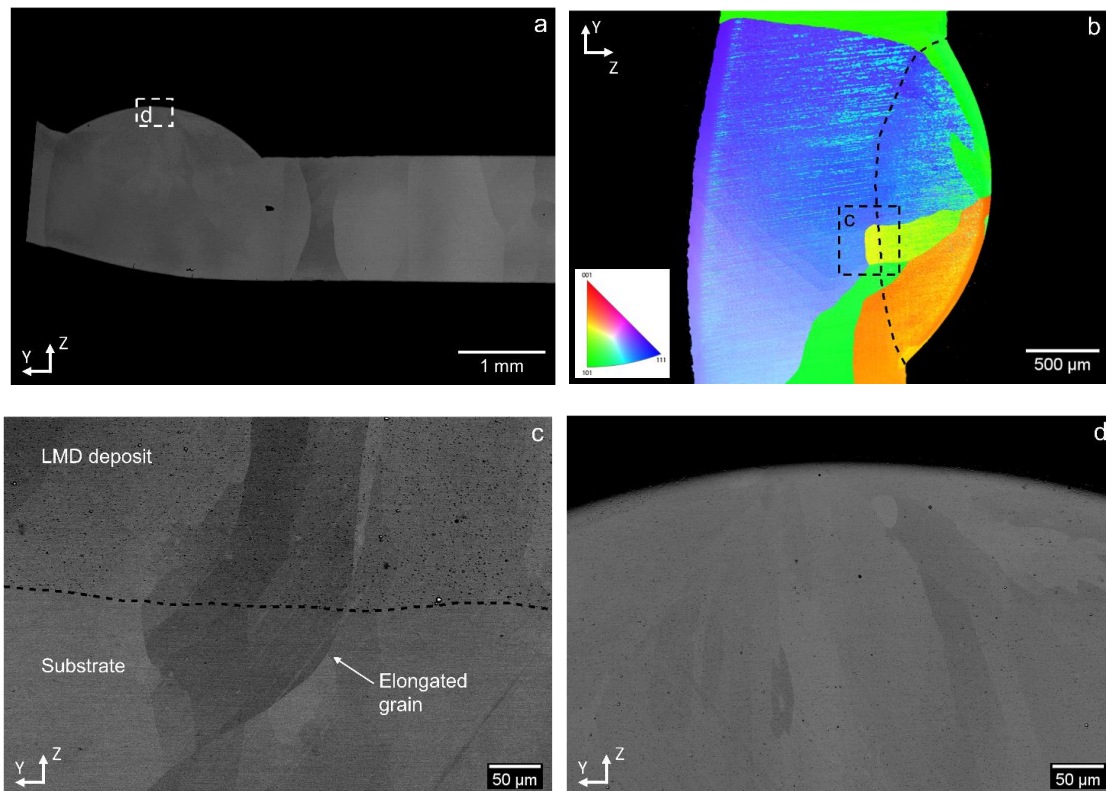 a
d
Z
Y
1 mm
b
Y
Z
c
001
101
111
500 µm
c
LMD deposit
Substrate
Elongated
grain
Z
Y
50 µm
d
Z
Y
50 µm